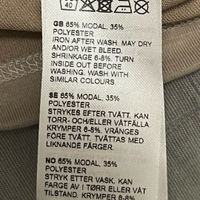 40
GB 65% MODAL, 35%
POLYESTER
IRON AFTER WASH. MAY DRY
AND/OR WET BLEED.
SHRINKAGE 6-8%. TURN
INSIDE OUT BEFORE
WASHING. WASH WITH
SIMILAR COLOURS.
SE 65% MODAL, 35%
POLYESTER
STRYKES EFTER TVÄTT. KAN
TORR-OCH/ELLER VÅTFÄLLA
KRYMPER 6-8%. VRÄNGES
FÖRE TVÄTT. TVÄTTAS MED
LIKNANDE FÄRGER.
NO 65% MODAL, 35%
POLYESTER
STRYK ETTER VASK. KAN
FARGE AV I TØRR ELLER VÅT
TILSTAND. KRYMPER 6-8%.